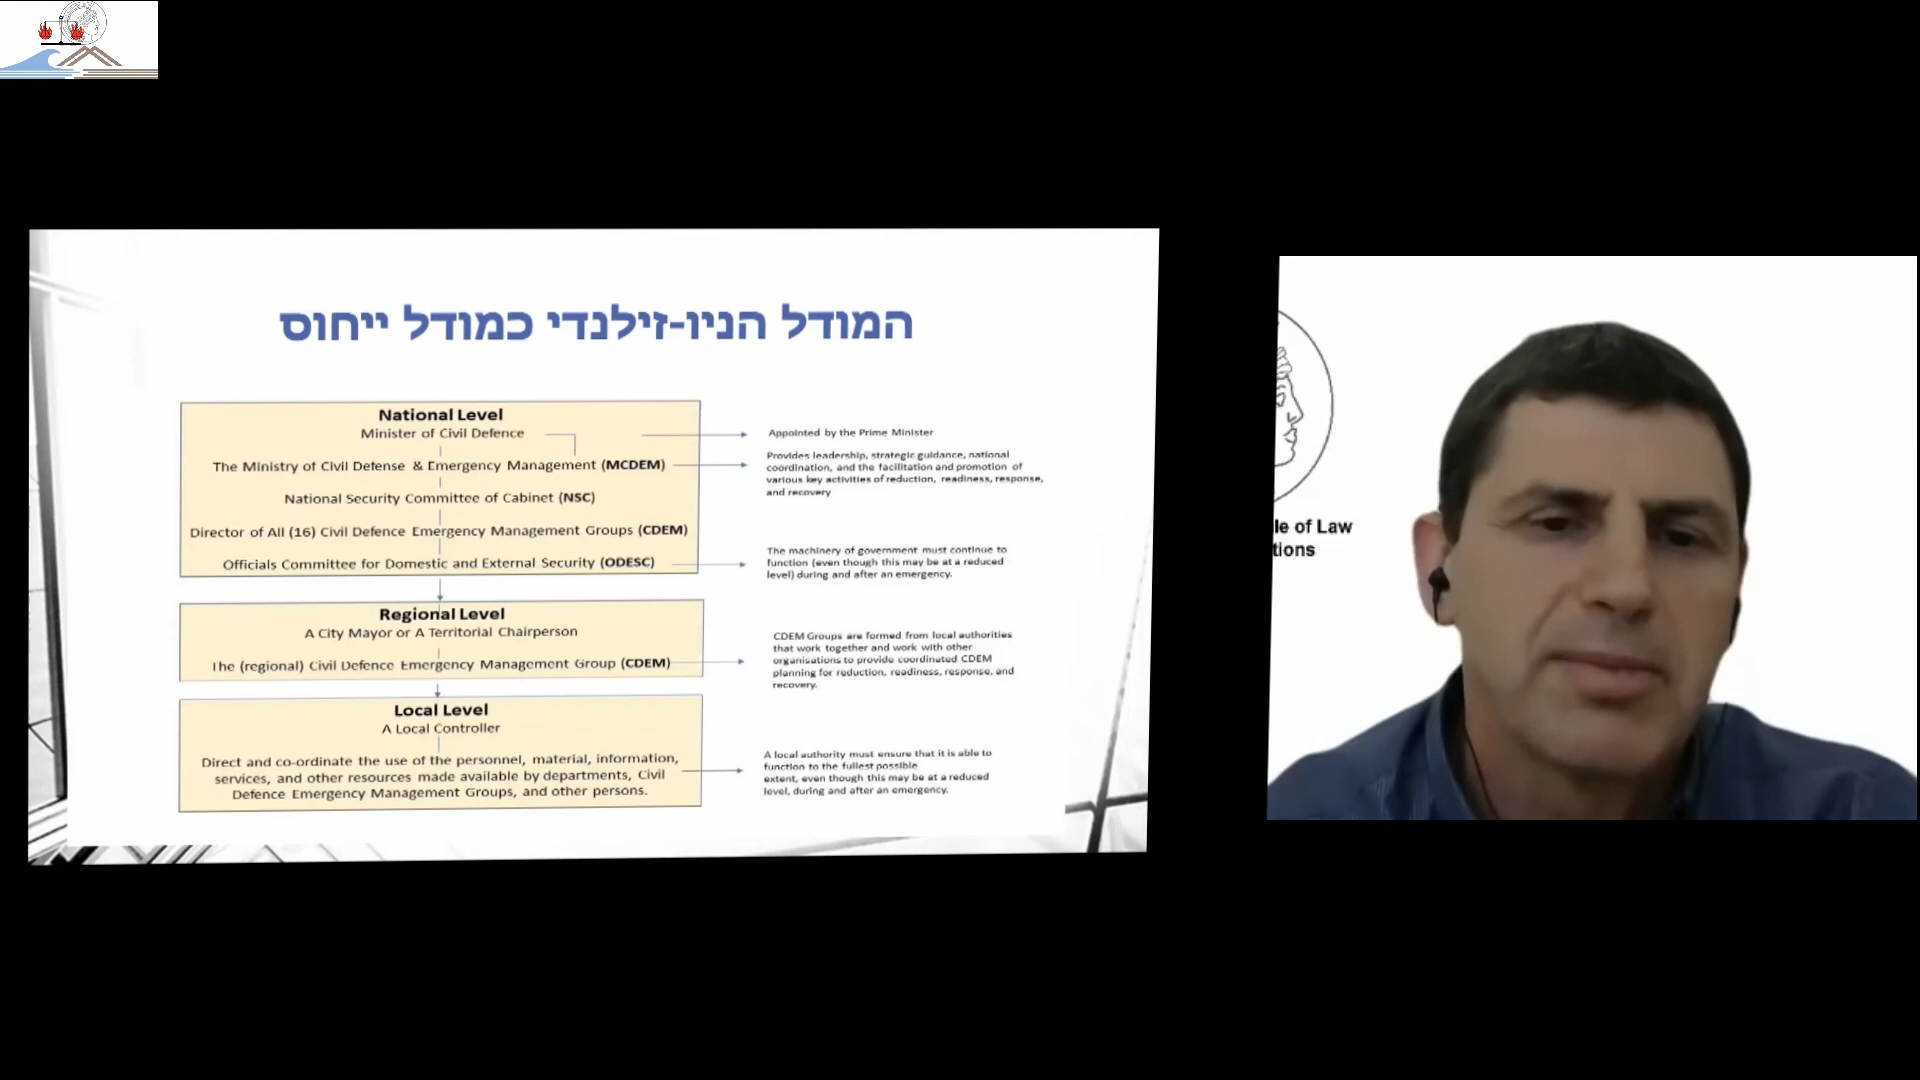 המודל הניו-זילנדי כמודל ייחוס
National Level
Minister of Civil Defence
The Ministry of Civil Defense & Emergency Management (MCDEM)
National Security Committee of Cabinet (NSC)
Director of All (16) Civil Defence Emergency Management Groups (CDEM)
Officials Committee for Domestic and External Security (ODESC)
Appointed by the Prime Minister
Provides leadership, strategic guidance, national
coordination, and the facilitation and promotion of
various key activities of reduction, readiness, response,
and recovery
The machinery of government must continue to
function (even though this may be at a reduced
level) during and after an emergency.
Regional Level
A City Mayor or A Territorial Chairperson
The (regional) Civil Defence Emergency Management Group (CDEM)
CDEM Groups are formed from local authorities
that work together and work with other
organisations to provide coordinated CDEM
planning for reduction, readiness, response, and
recovery.
Local Level
A Local Controller
Direct and co-ordinate the use of the personnel, material, information,
services, and other resources made available by departments, Civil
Defence Emergency Management Groups, and other persons.
A local authority must ensure that it is able to
function to the fullest possible
extent, even though this may be at a reduced
level, during and after an emergency.
le of Law
tions